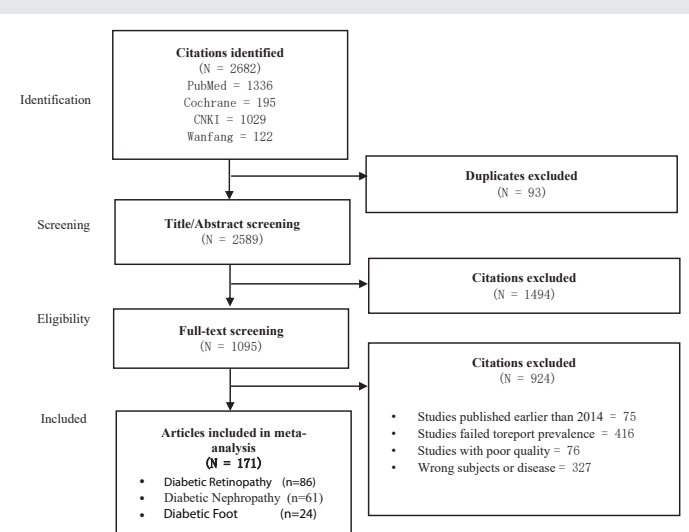 Identification
Citations identified
(N = 2682)
PubMed = 1336
Cochrane = 195
CNKI = 1029
Wanfang = 122
Duplicates excluded
(N = 93)
Screening
Title/Abstract screening
(N = 2589)
Citations excluded
(N = 1494)
Eligibility
Full-text screening
(N = 1095)
Citations excluded
(N = 924)
• Studies published earlier than 2014 = 75
• Studies failed toreport prevalence = 416
• Studies with poor quality = 76
• Wrong subjects or disease = 327
Included
Articles included in meta-
analysis
(N = 171)
• Diabetic Retinopathy (n=86)
• Diabetic Nephropathy (n=61)
• Diabetic Foot (n=24)